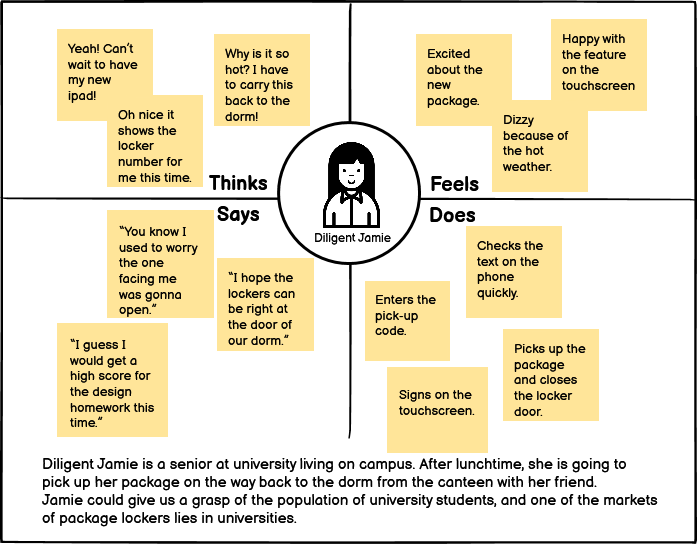 Yeah! Can't
wait to have
my new
ipad!
Oh nice it
shows the
locker
number for
me this time.
Why is it so
hot? I have
to carry this
back to the
dorm!
Thinks
Excited
about the
new
package.
Happy with
the feature
on the
touchscreen
Dizzy
because of
the hot
weather.
Feels
Diligent Jamie
Says
"You know I
used to worry
the one
facing me
was gonna
open."
"I hope the
lockers can
be right at
the door of
our dorm."
"I guess I
would get a
high score for
the design
homework this
time."
Does
Checks the
text on the
phone
quickly.
Enters the
pick-up
code.
Picks up the
package
and closes
the locker
door.
Signs on the
touchscreen.
Diligent Jamie is a senior at university living on campus. After lunchtime, she is going to
pick up her package on the way back to the dorm from the canteen with her friend.
Jamie could give us a grasp of the population of university students, and one of the markets
of package lockers lies in universities.